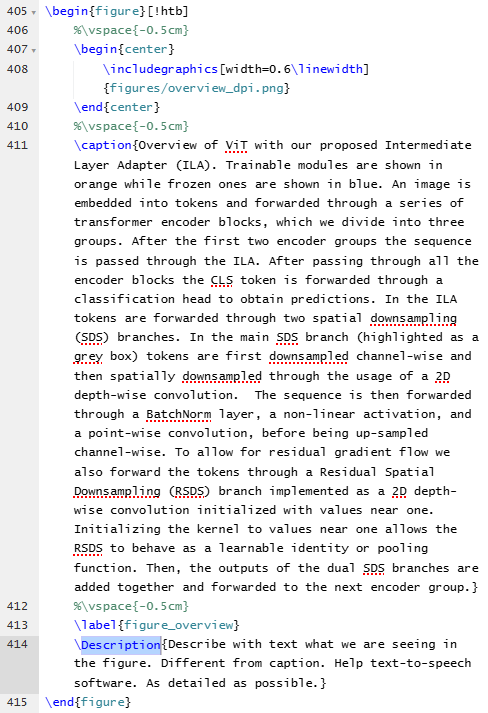 405 \begin{figure}[!htb]
406 %\vspace{-0.5cm}
407 \begin{center}
408 \includegraphics[width=0.6\linewidth]
{figures/overview_dpi.png}
409 \end{center}
410 %\vspace{-0.5cm}
411 \caption{Overview of ViT with our proposed Intermediate
Layer Adapter (ILA). Trainable modules are shown in
orange while frozen ones are shown in blue. An image is
embedded into tokens and forwarded through a series of
transformer encoder blocks, which we divide into three
groups. After the first two encoder groups the sequence
is passed through the ILA. After passing through all the
encoder blocks the CLS token is forwarded through a
classification head to obtain predictions. In the ILA
tokens are forwarded through two spatial downsampling
(SDS) branches. In the main SDS branch (highlighted as a
grey box) tokens are first downsampled channel-wise and
then spatially downsampled through the usage of a 2D
depth-wise convolution.  The sequence is then forwarded
through a BatchNorm layer, a non-linear activation, and
a point-wise convolution, before being up-sampled
channel-wise. To allow for residual gradient flow we
also forward the tokens through a Residual Spatial
Downsampling (RSDS) branch implemented as a 2D depth-
wise convolution initialized with values near one.
Initializing the kernel to values near one allows the
RSDS to behave as a learnable identity or pooling
function. Then, the outputs of the dual SDS branches are
added together and forwarded to the next encoder group.}
412 %\vspace{-0.5cm}
413 \label{figure_overview}
414 \Description{Describe with text what we are seeing in
the figure. Different from caption. Help text-to-speech
software. As detailed as possible.}
415 \end{figure}